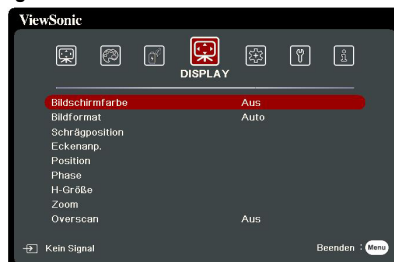 ViewSonic
DISPLAY
Bildschirmfarbe Aus
Bildformat Auto
Schrägposition
Eckenanp.
Position
Phase
H-Größe
Zoom
Overscan Aus
Kein Signal Beenden : Menu